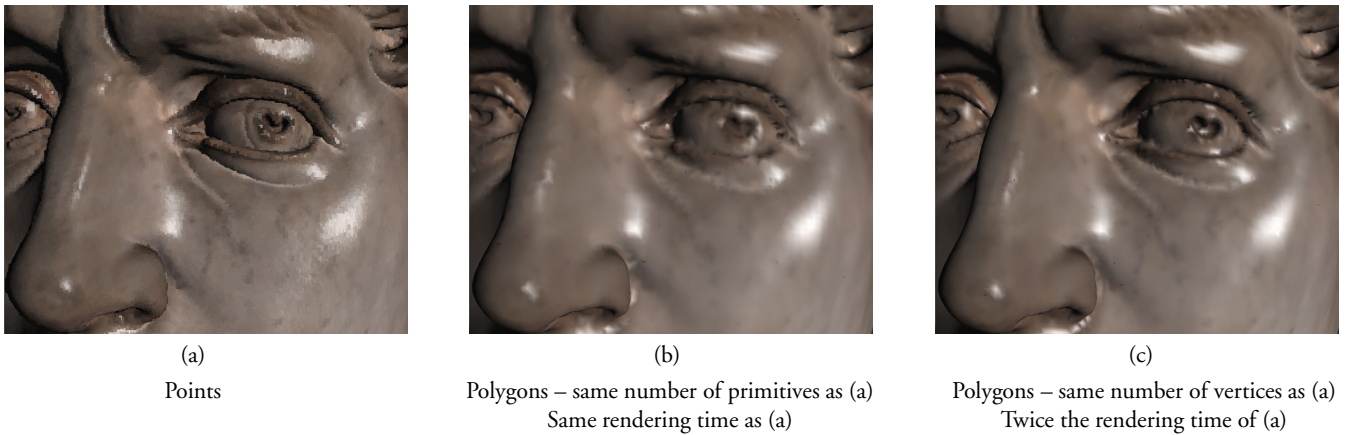 (a)
Points
(b)
Polygons – same number of primitives as (a)
Same rendering time as (a)
(c)
Polygons – same number of vertices as (a)
Twice the rendering time of (a)